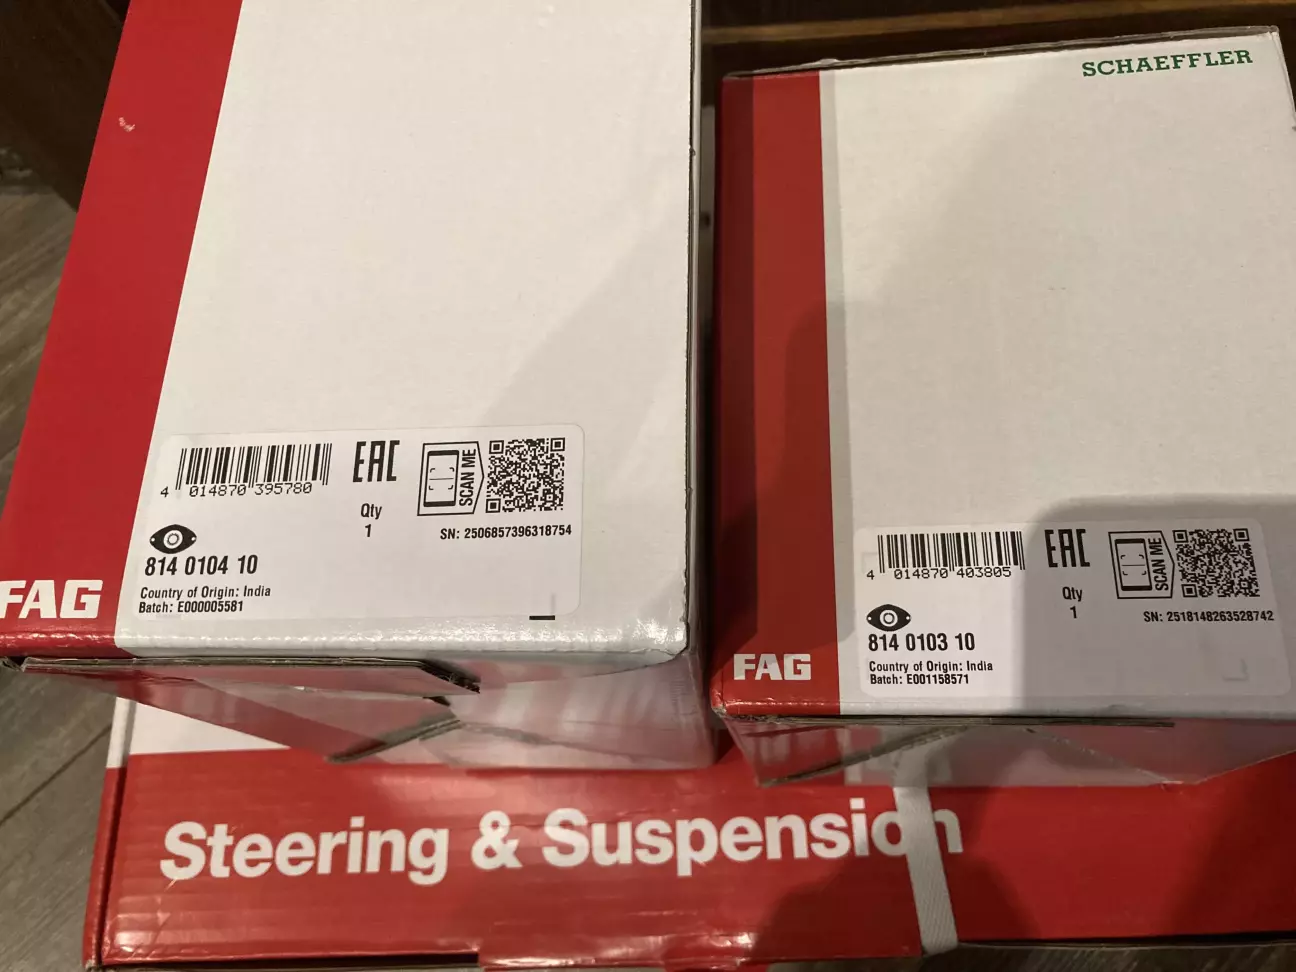 4 014870 395780
EAC
Qty
1
SCAN ME
SN: 2506857396318754
814 0104 10
Country of Origin: India
Batch: E000005581
FAG
SCHAEFFLER
4 014870 403805
EAC
Qty
1
SCAN ME
SN: 2518148263528742
814 0103 10
Country of Origin: India
Batch: E001158571
FAG
Steering & Suspension